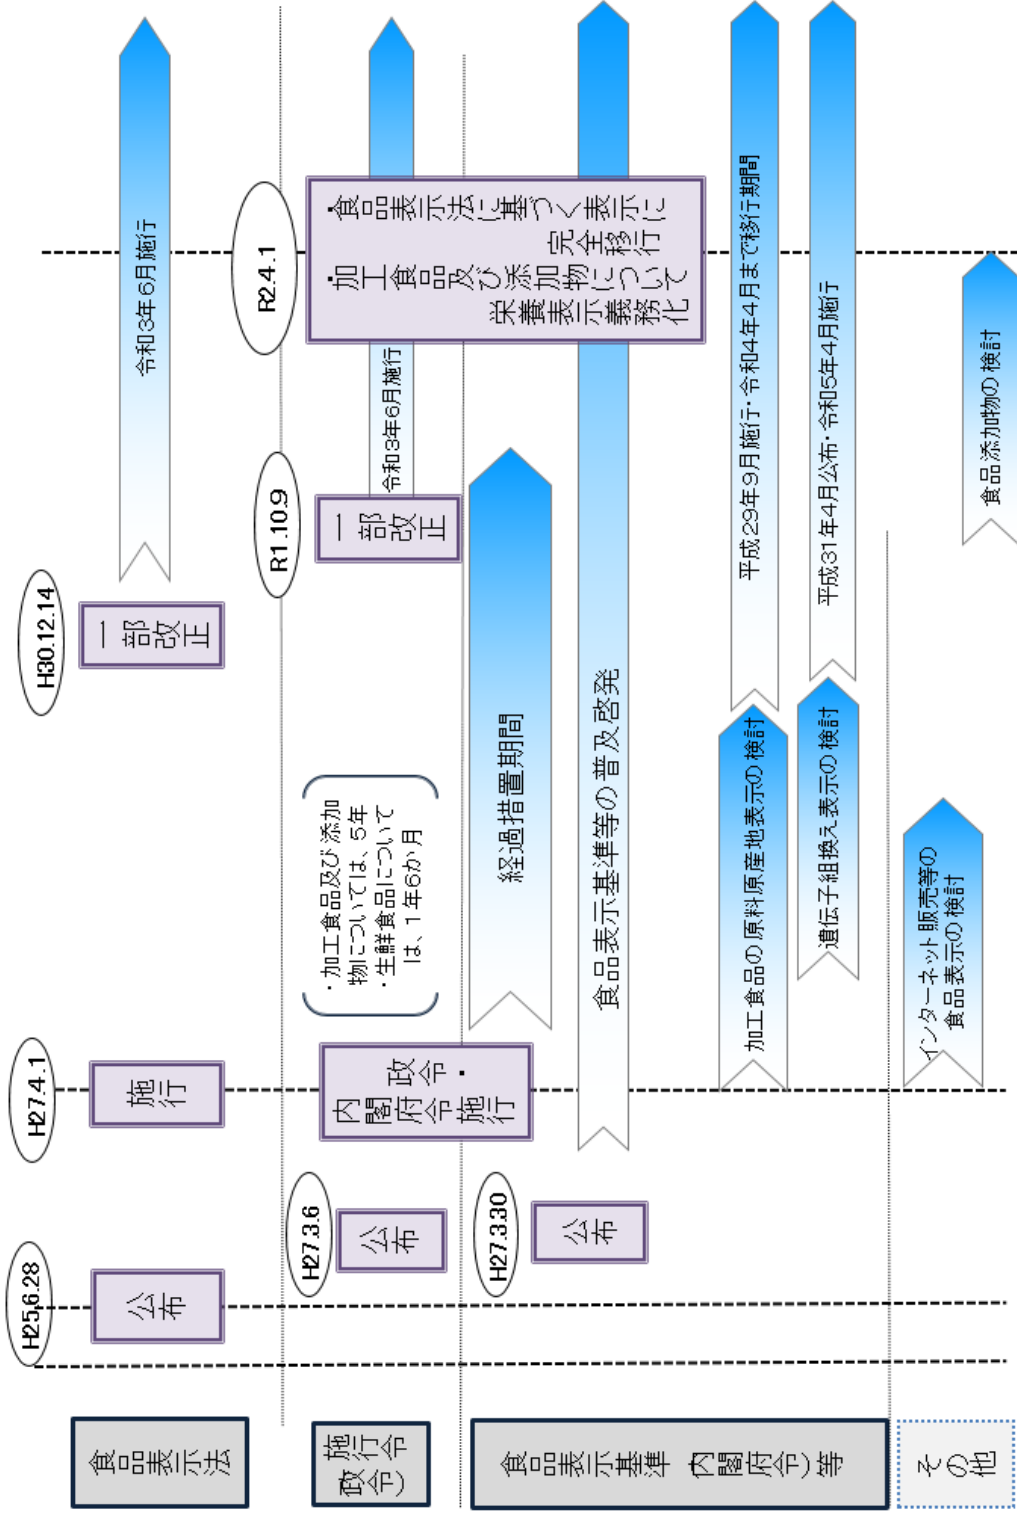 食品表示法
H25.6.28
公布
H27.4.1
施行
H30.12.14
一部改正
令和3年6月施行
施行令
政令）
H27.3.6
公布
政令・
内閣府令施行
・加工食品及び添加
物については、5年
・生鮮食品について
は、1年6か月
R1.10.9
一部改正
令和3年6月施行
R2.4.1
・食品表示法に基づく表示に
完全移行
・加工食品及び添加物について
栄養表示義務化
食品表示基準 内閣府令）等
H27.3.30
公布
経過措置期間
食品表示基準等の普及啓発
加工食品の原料原産地表示の検討
平成29年9月施行・令和4年4月まで移行期間
遺伝子組換え表示の検討
平成31年4月公布・令和5年4月施行
その他
インターネット販売等の
食品表示の検討
食品添加物の検討